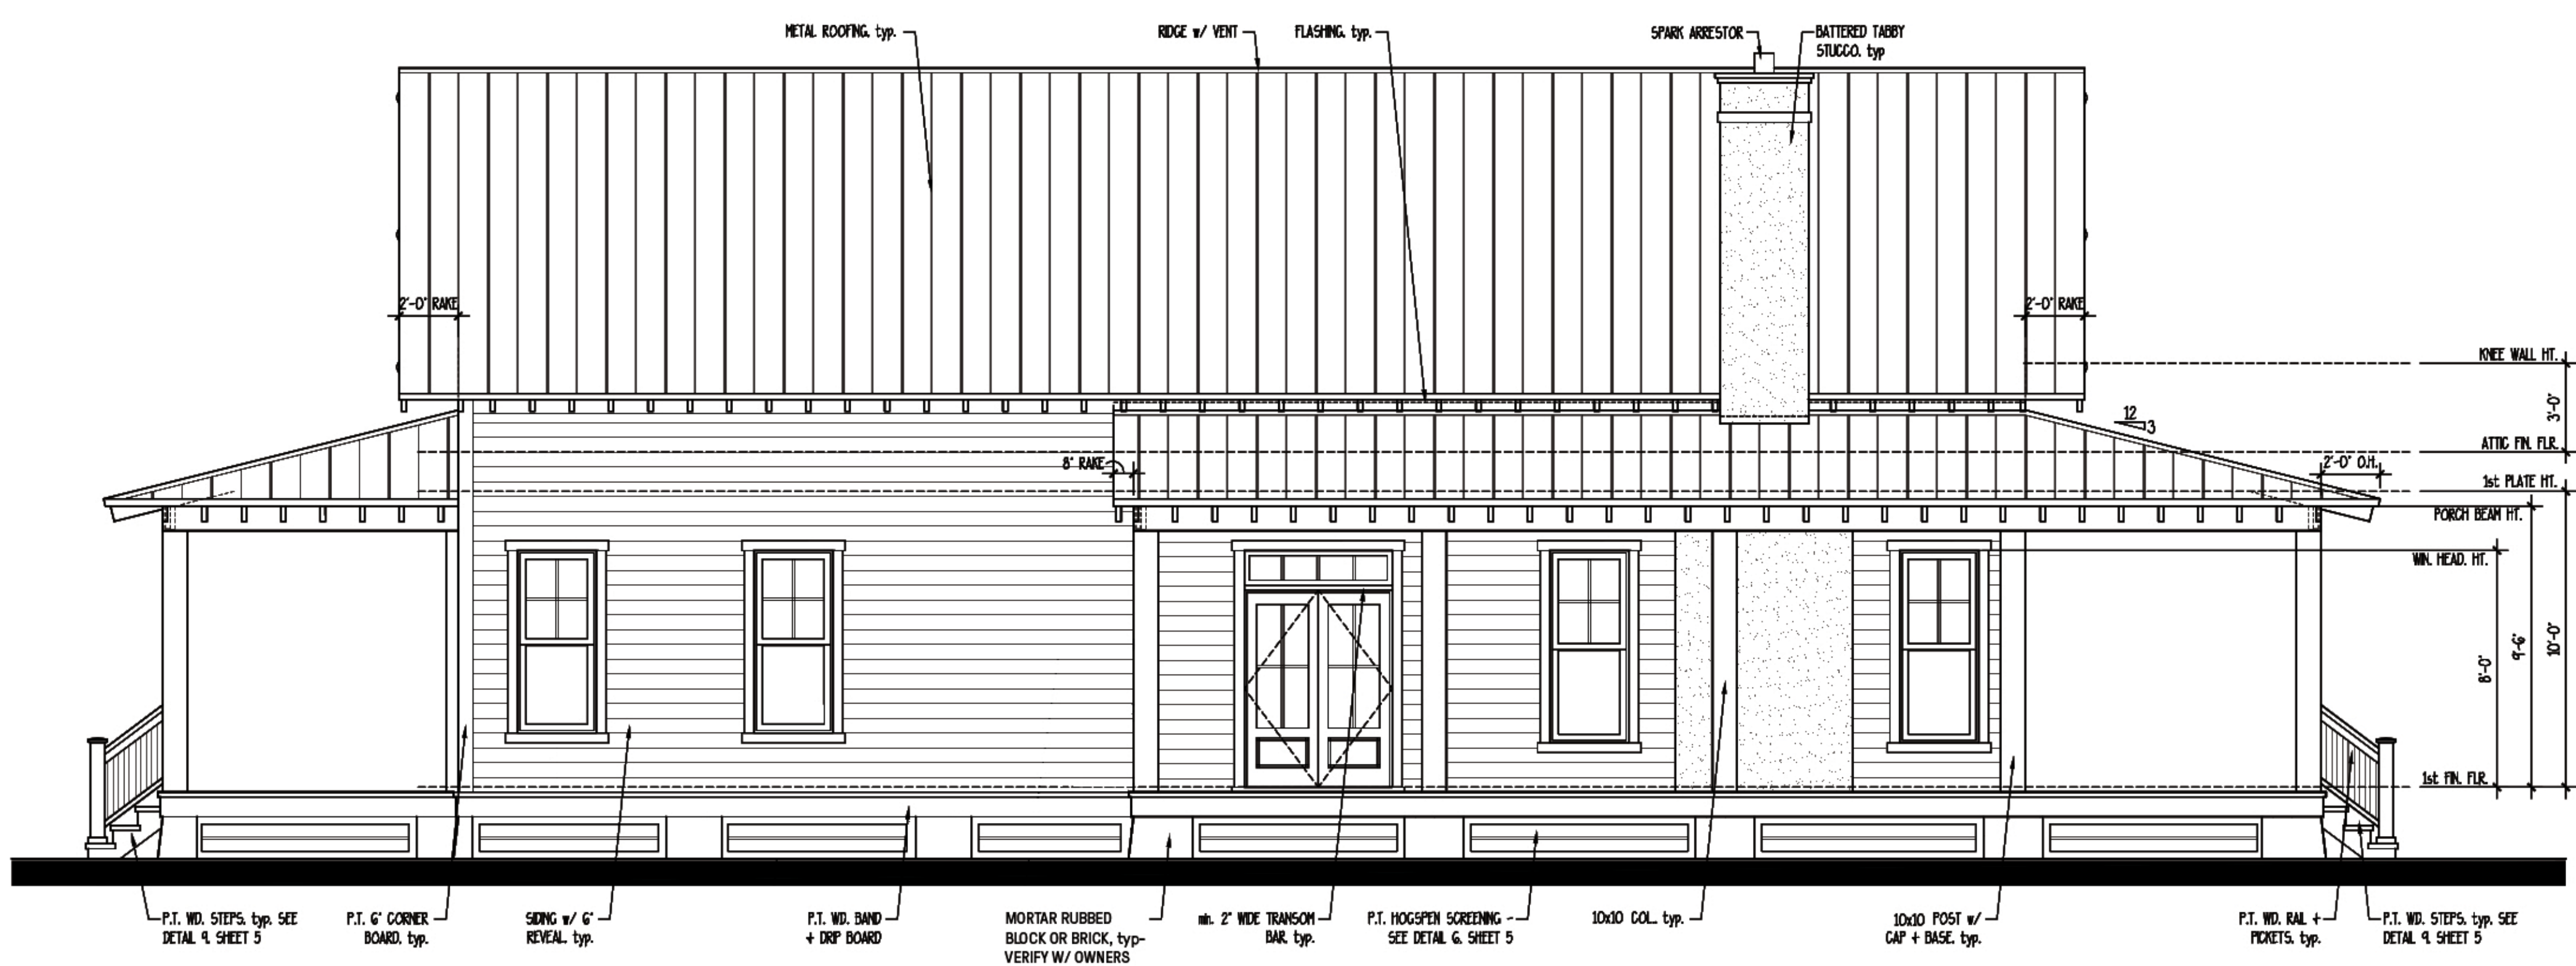 METAL ROOFING, typ.
RIDGE w/ VENT
FLASHING, typ.
SPARK ARRESTOR
BATTERED TABBY
STUCCO, typ
2'-0" RAKE
2'-0" RAKE
KNEE WALL HT.
3'-0"
12
3
ATTIC FIN. FLR.
8" RAKE
2'-0" O.H.
1st PLATE HT.
PORCH BEAM HT.
WIN. HEAD. HT.
8'-0"
9'-6"
10'-0"
1st FIN. FLR.
P.T. WD. STEPS, typ. SEE
DETAIL 9, SHEET 5
P.T. 6" CORNER
BOARD, typ.
SIDING w/ 6"
REVEAL, typ.
P.T. WD. BAND
+ DRIP BOARD
MORTAR RUBBED
BLOCK OR BRICK, typ-
VERIFY W/ OWNERS
min. 2" WIDE TRANSOM
BAR, typ.
P.T. HOGSPEN SCREENING -
SEE DETAIL 6, SHEET 5
10x10 COL. typ.
10x10 POST w/
CAP + BASE, typ.
P.T. WD. RAIL +
PICKETS, typ.
P.T. WD. STEPS, typ. SEE
DETAIL 9, SHEET 5